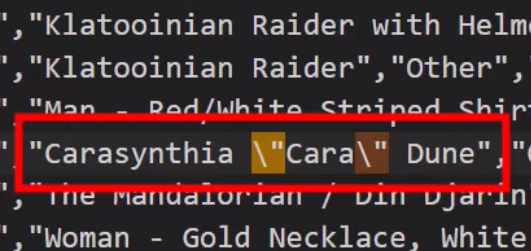 ","Klatooinian Raider with Helme
","Klatooinian Raider","Other",
","Man - Red/White Striped Shir
","Carasynthia \"Cara\" Dune","
","The Mandalorian / Din Djarin
","Woman - Gold Necklace, White